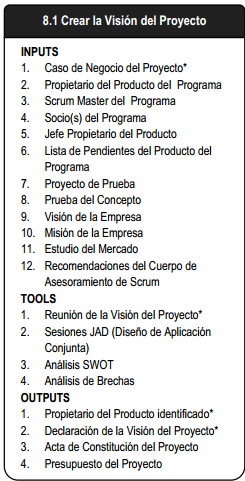 8.1 Crear la Visión del Proyecto
INPUTS
1. Caso de Negocio del Proyecto*
2. Propietario del Producto del Programa
3. Scrum Master del Programa
4. Socio(s) del Programa
5. Jefe Propietario del Producto
6. Lista de Pendientes del Producto del
Programa
7. Proyecto de Prueba
8. Prueba del Concepto
9. Visión de la Empresa
10. Misión de la Empresa
11. Estudio del Mercado
12. Recomendaciones del Cuerpo de
Asesoramiento de Scrum
TOOLS
1. Reunión de la Visión del Proyecto*
2. Sesiones JAD (Diseño de Aplicación
Conjunta)
3. Análisis SWOT
4. Análisis de Brechas
OUTPUTS
1. Propietario del Producto identificado*
2. Declaración de la Visión del Proyecto*
3. Acta de Constitución del Proyecto
4. Presupuesto del Proyecto